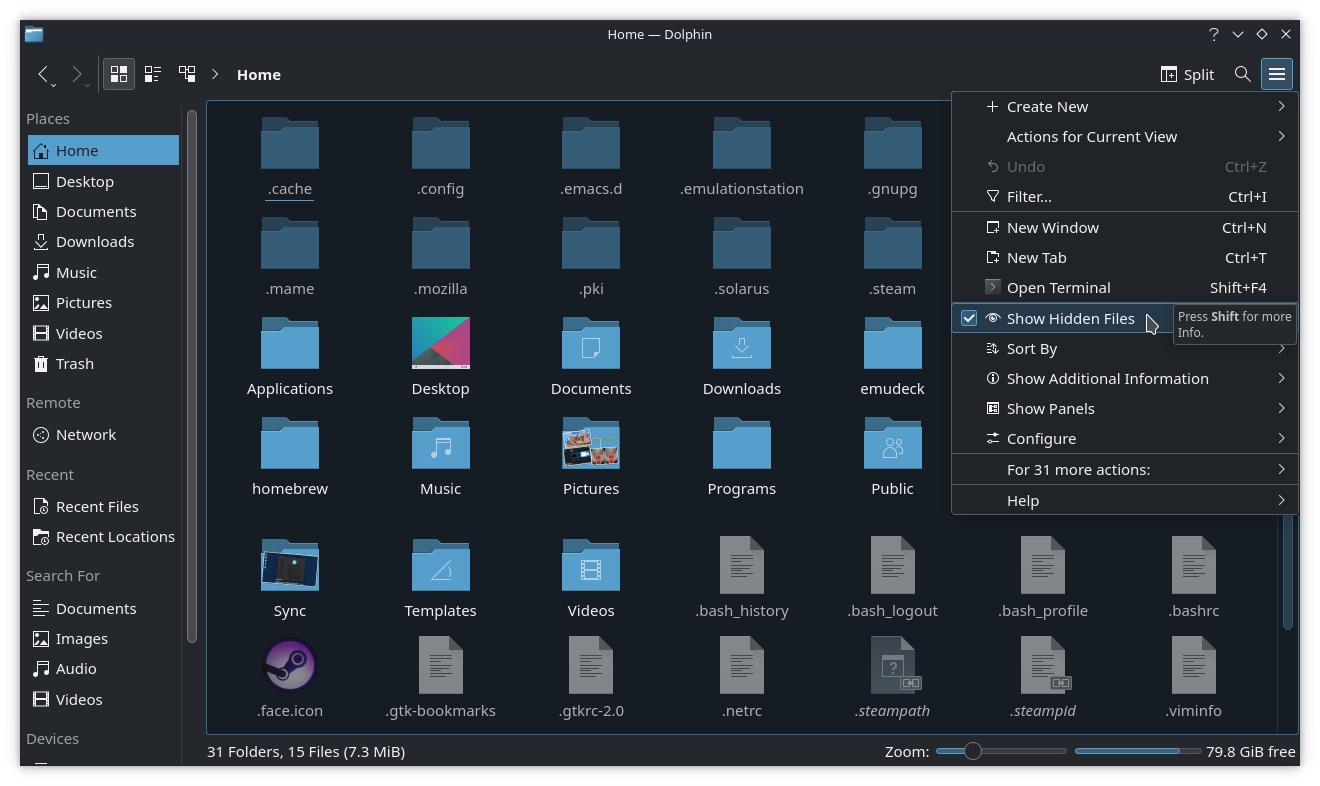 Home — Dolphin
Home
Split
Places
Home
Desktop
Documents
Downloads
Music
Pictures
Videos
Trash
Remote
Network
Recent
Recent Files
Recent Locations
Search For
Documents
Images
Audio
Videos
Devices
.cache .config .emacs.d .emulationstation .gnupg
.mame .mozilla .pki .solarus .steam
Applications Desktop Documents Downloads emudeck
homebrew Music Pictures Programs Public
Sync Templates Videos .bash_history .bash_logout .bash_profile .bashrc
.face.icon .gtk-bookmarks .gtkrc-2.0 .netrc .steampath .steampid .viminfo
Create New
Actions for Current View
Undo Ctrl+Z
Filter... Ctrl+I
New Window Ctrl+N
New Tab Ctrl+T
Open Terminal Shift+F4
Show Hidden Files
Press Shift for more
Info.
Sort By
Show Additional Information
Show Panels
Configure
For 31 more actions:
Help
31 Folders, 15 Files (7.3 MiB)
Zoom:
79.8 GiB free